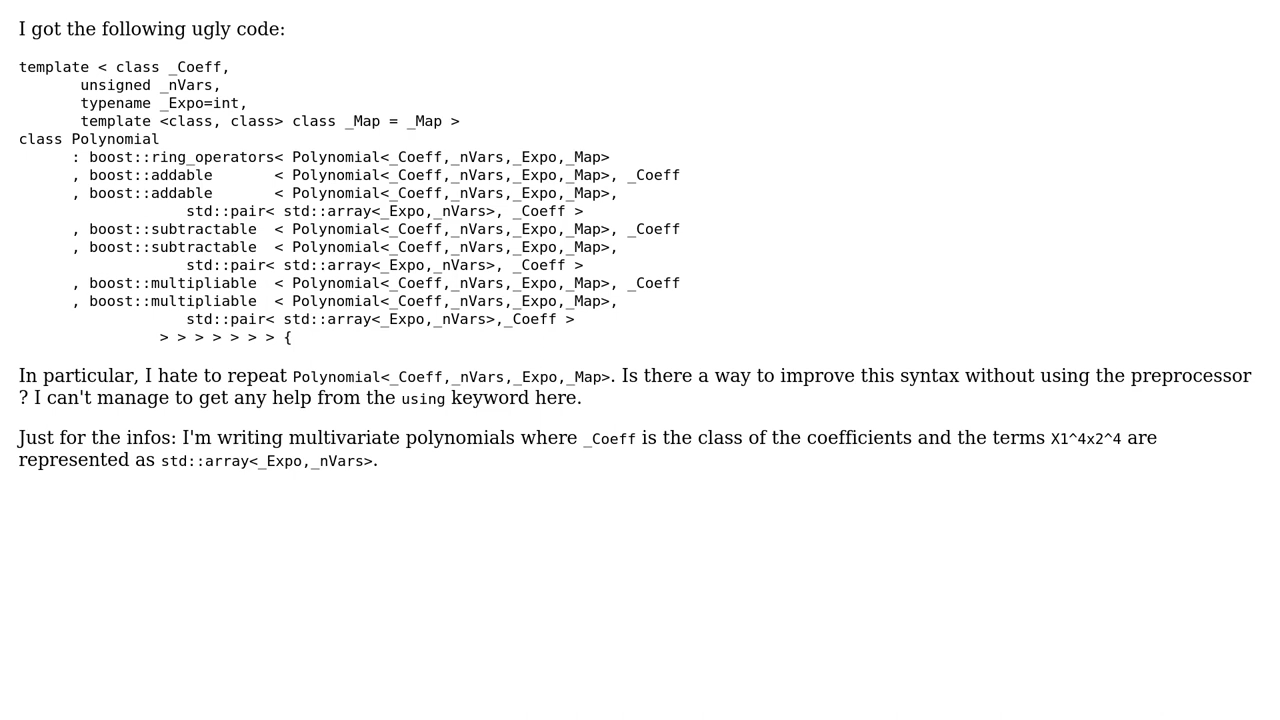 I got the following ugly code:
template < class _Coeff,
       unsigned _nVars,
       typename _Expo=int,
       template <class, class> class _Map = _Map >
class Polynomial
      : boost::ring_operators< Polynomial<_Coeff,_nVars,_Expo,_Map>
      , boost::addable       < Polynomial<_Coeff,_nVars,_Expo,_Map>, _Coeff
      , boost::addable       < Polynomial<_Coeff,_nVars,_Expo,_Map>,
                   std::pair< std::array<_Expo,_nVars>, _Coeff >
      , boost::subtractable  < Polynomial<_Coeff,_nVars,_Expo,_Map>, _Coeff
      , boost::subtractable  < Polynomial<_Coeff,_nVars,_Expo,_Map>,
                   std::pair< std::array<_Expo,_nVars>, _Coeff >
      , boost::multipliable  < Polynomial<_Coeff,_nVars,_Expo,_Map>, _Coeff
      , boost::multipliable  < Polynomial<_Coeff,_nVars,_Expo,_Map>,
                   std::pair< std::array<_Expo,_nVars>,_Coeff >
                > > > > > > > {
In particular, I hate to repeat Polynomial<_Coeff,_nVars,_Expo,_Map>. Is there a way to improve this syntax without using the preprocessor
? I can't manage to get any help from the using keyword here.
Just for the infos: I'm writing multivariate polynomials where _Coeff is the class of the coefficients and the terms X1^4x2^4 are
represented as std::array<_Expo,_nVars>.